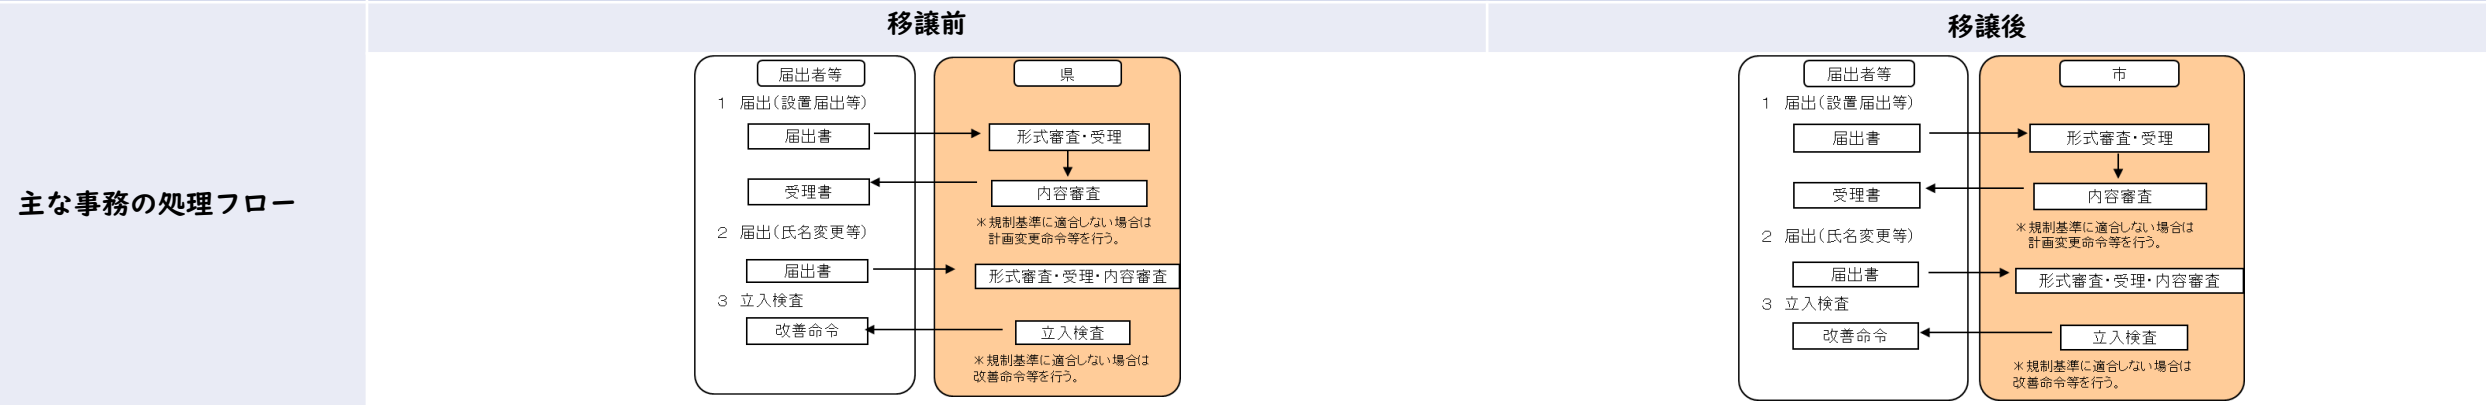 移譲前
移譲後
主な事務の処理フロー
届出者等
県
1 届出(設置届出等)
届出書
形式審査・受理
受理書
内容審査
＊規制基準に適合しない場合は
計画変更命令等を行う。
2 届出(氏名変更等)
届出書
形式審査・受理・内容審査
3 立入検査
改善命令
立入検査
＊規制基準に適合しない場合は
改善命令等を行う。
届出者等
市
1 届出(設置届出等)
届出書
形式審査・受理
受理書
内容審査
＊規制基準に適合しない場合は
計画変更命令等を行う。
2 届出(氏名変更等)
届出書
形式審査・受理・内容審査
3 立入検査
改善命令
立入検査
＊規制基準に適合しない場合は
改善命令等を行う。